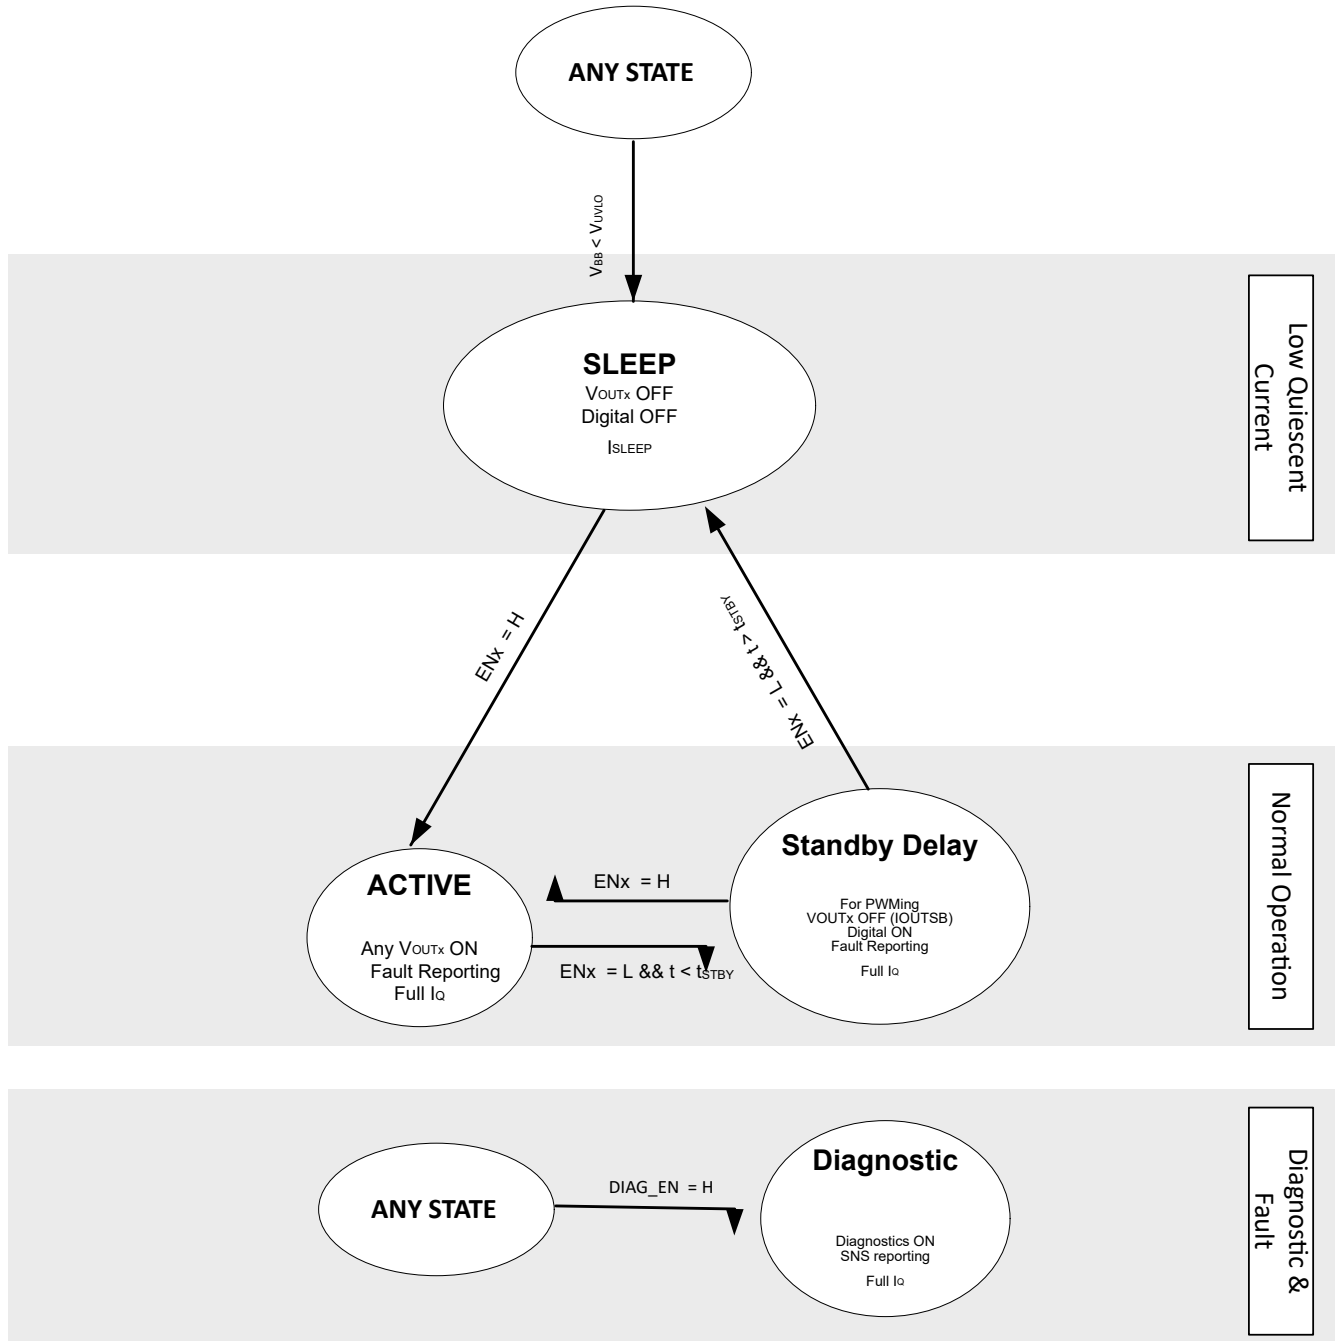 ANY STATE
VBB < VUVLO
SLEEP
VOUTx OFF
Digital OFF
ISLEEP
Low Quiescent
Current
ENx = H
ENx = L && t > tSTBY
ACTIVE
Any VOUTx ON
Fault Reporting
Full IQ
ENx = H
ENx = L && t < tSTBY
Standby Delay
For PWMing
VOUTx OFF (IOUTSB)
Digital ON
Fault Reporting
Full IQ
Normal Operation
ANY STATE
DIAG_EN = H
Diagnostic
Diagnostics ON
SNS reporting
Full IQ
Diagnostic &
Fault